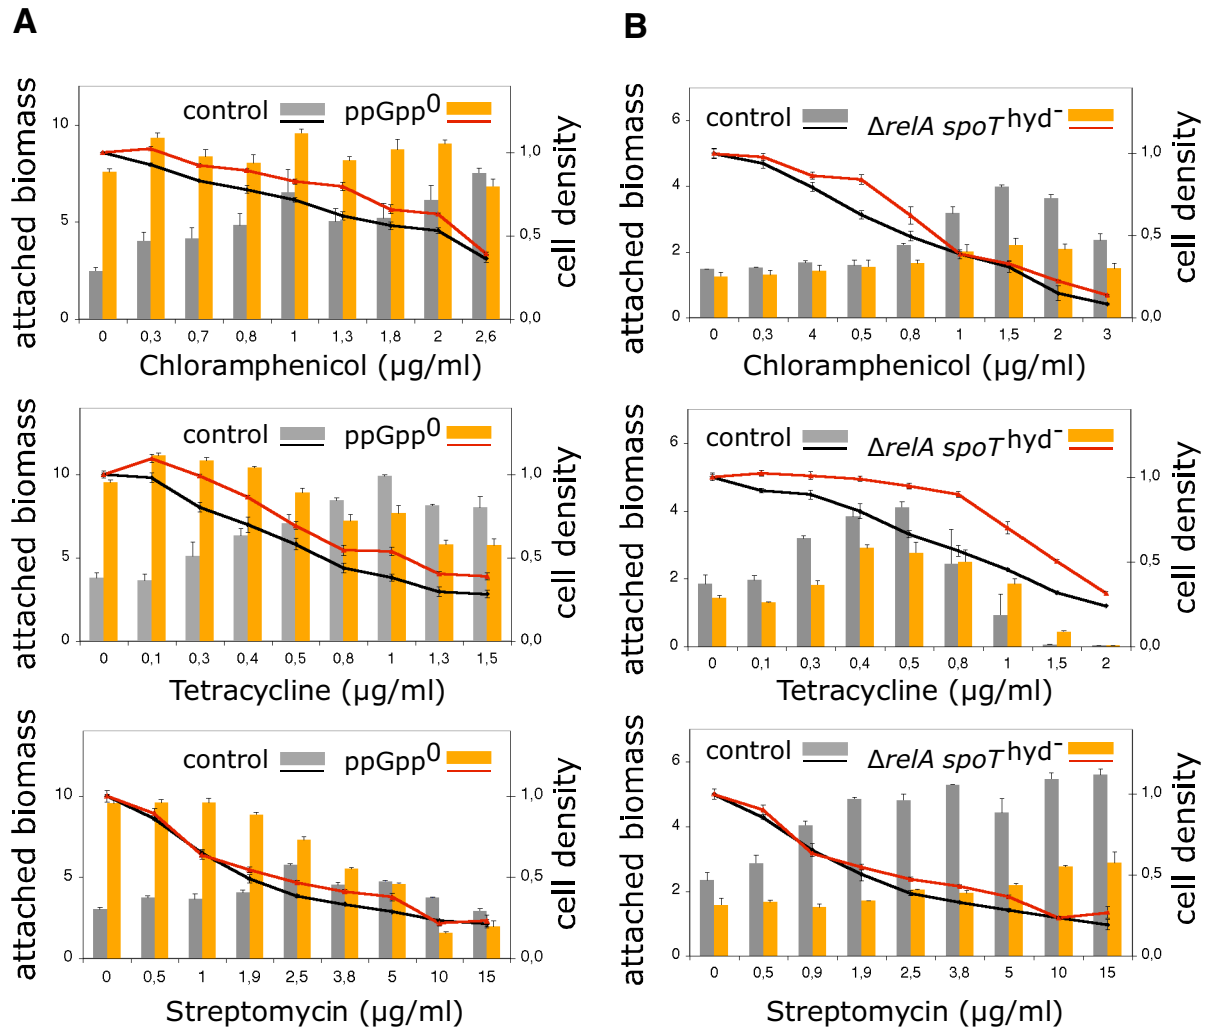 A
B
control ppGpp0
attached biomass
cell density
10
5
0
1,0
0,5
0,0
0 0,3 0,7 0,8 1 1,3 1,8 2 2,6
Chloramphenicol (µg/ml)
control ΔrelA spoT hyd-
attached biomass
cell density
6
4
2
0
1,0
0,5
0,0
0 0,3 4 0,5 0,8 1 1,5 2 3
Chloramphenicol (µg/ml)
control ppGpp0
attached biomass
cell density
10
5
0
1,0
0,5
0,0
0 0,1 0,3 0,4 0,5 0,8 1 1,3 1,5
Tetracycline (µg/ml)
control ΔrelA spoT hyd-
attached biomass
cell density
6
4
2
0
1,0
0,5
0,0
0 0,1 0,3 0,4 0,5 0,8 1 1,5 2
Tetracycline (µg/ml)
control ppGpp0
attached biomass
cell density
10
5
0
1,0
0,5
0,0
0 0,5 1 1,9 2,5 3,8 5 10 15
Streptomycin (µg/ml)
control ΔrelA spoT hyd-
attached biomass
cell density
6
4
2
0
1,0
0,5
0,0
0 0,5 0,9 1,9 2,5 3,8 5 10 15
Streptomycin (µg/ml)